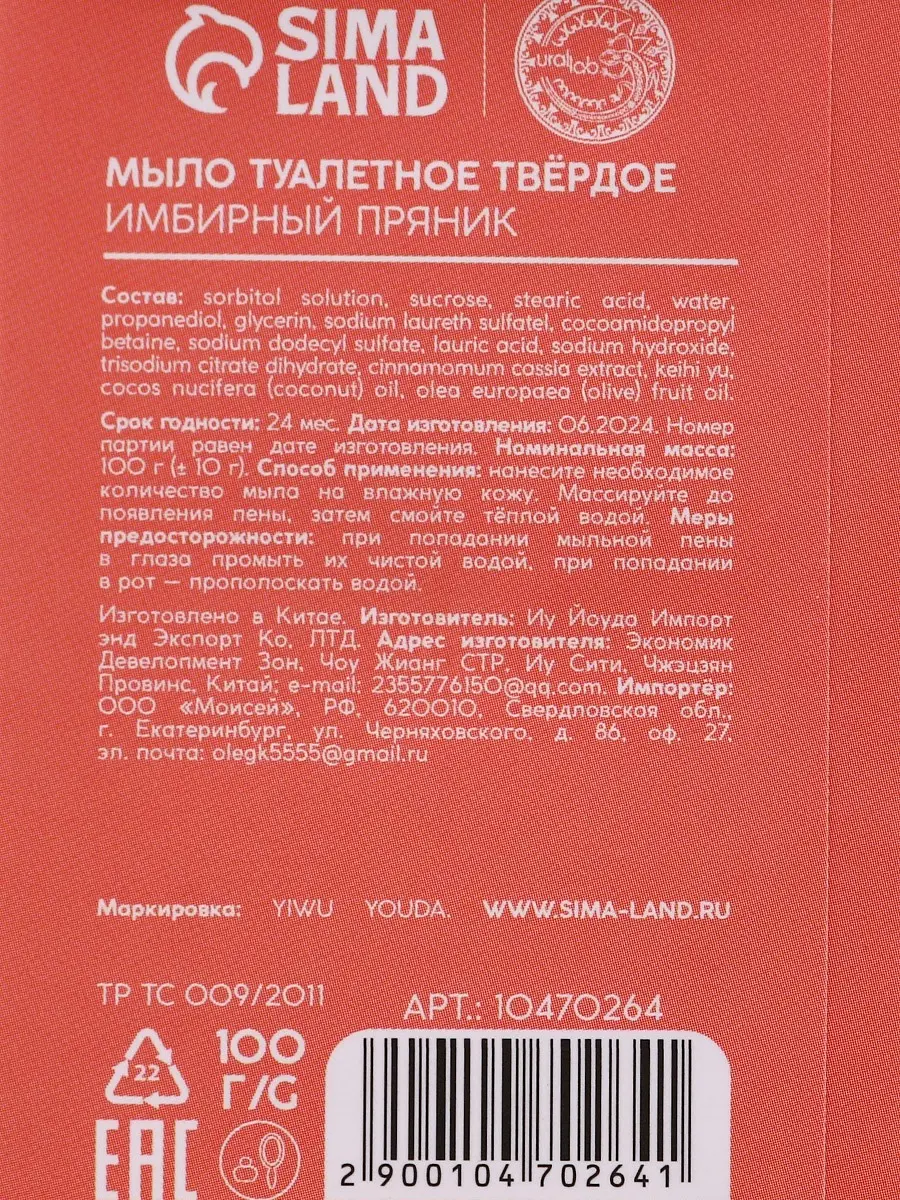 SIMA
LAND
ural lab
МЫЛО ТУАЛЕТНОЕ ТВЁРДОЕ
ИМБИРНЫЙ ПРЯНИК
Состав: sorbitol solution, sucrose, stearic acid, water,
propanediol, glycerin, sodium laureth sulfatel, cocoamidopropyl
betaine, sodium dodecyl sulfate, lauric acid, sodium hydroxide,
trisodium citrate dihydrate, cinnamomum cassia extract, keihi yu,
cocos nucifera (coconut) oil, olea europaea (olive) fruit oil.
Срок годности: 24 мес. Дата изготовления: 06.2024. Номер
партии равен дате изготовления. Номинальная масса:
100 г (± 10 г). Способ применения: нанесите необходимое
количество мыла на влажную кожу. Массируйте до
появления пены, затем смойте тёплой водой. Меры
предосторожности: при попадании мыльной пены
в глаза промыть их чистой водой, при попадании
в рот — прополоскать водой.
Изготовлено в Китае. Изготовитель: Иу Йоуда Импорт
энд Экспорт Ко, ЛТД. Адрес изготовителя: Экономик
Девелопмент Зон, Чоу Жианг СТР, Иу Сити, Чжэцзян
Провинс, Китай; e-mail: 2355776150@qq.com. Импортёр:
ООО «Моисей», РФ, 620010, Свердловская обл.,
г. Екатеринбург, ул. Черняховского, д. 86, оф. 27,
эл. почта: olegk5555@gmail.ru
Маркировка: YIWU YOUDA. WWW.SIMA-LAND.RU
ТР ТС 009/2011
АРТ.: 10470264
22
100
Г/G
EAC
2 900104 702641